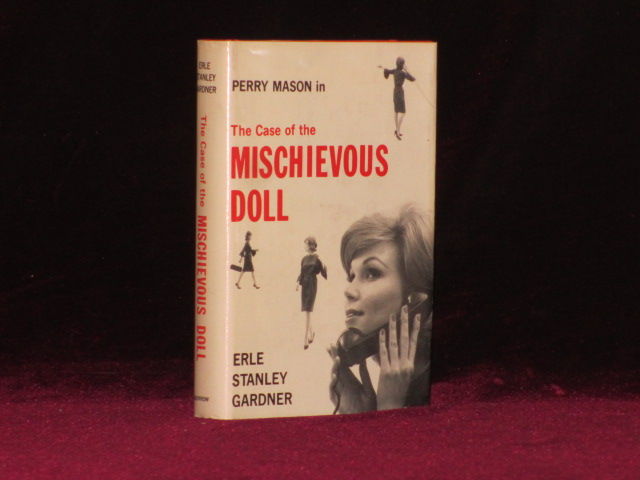 ERLE
STANLEY
GARDNER
The Case of the
MISCHIEVOUS DOLL
MORROW
PERRY MASON in
The Case of the
MISCHIEVOUS
DOLL
ERLE
STANLEY
GARDNER